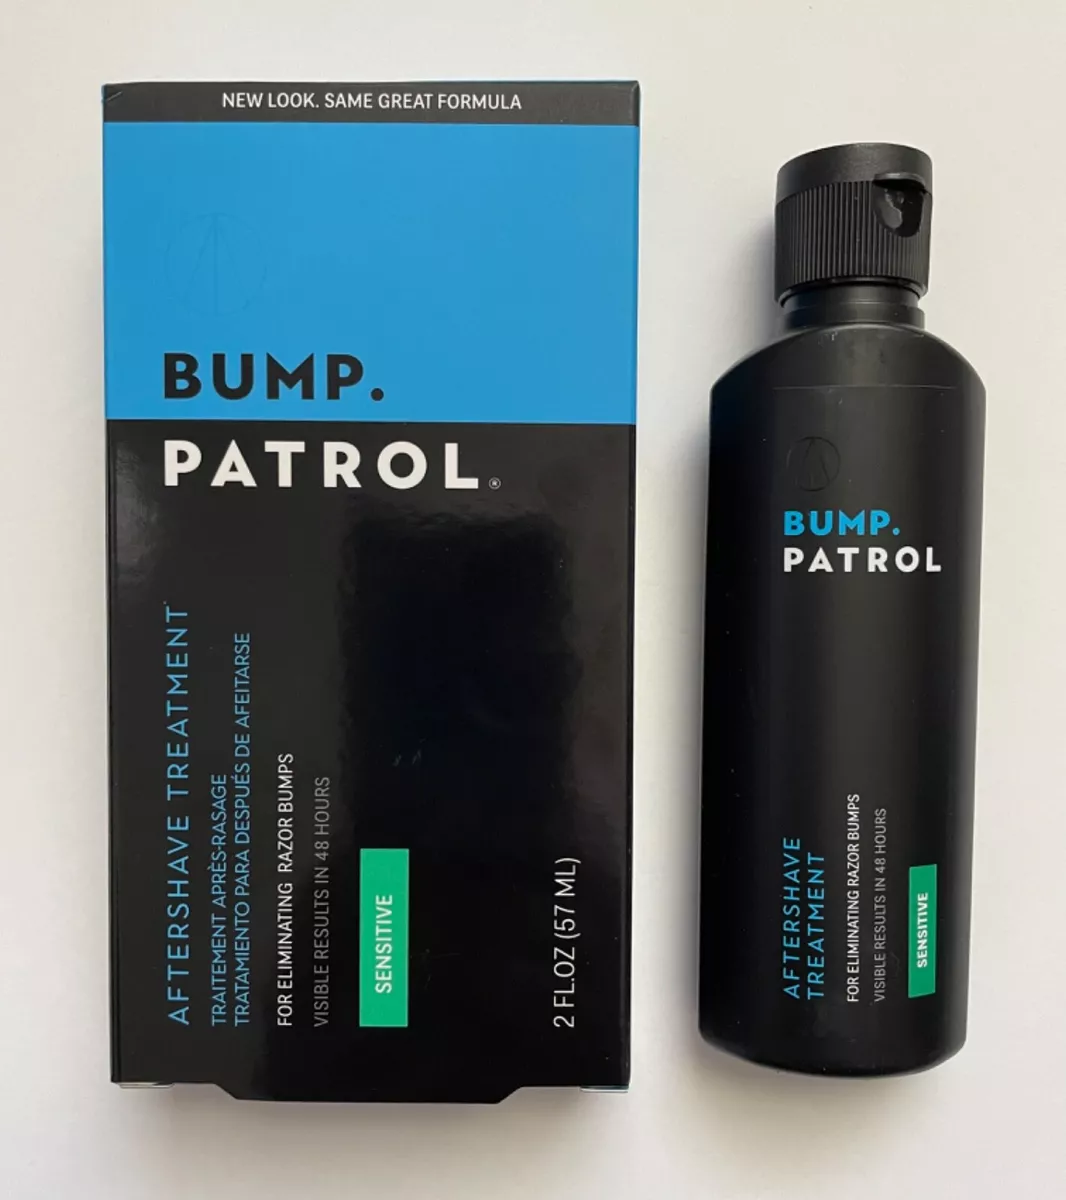 NEW LOOK. SAME GREAT FORMULA
BUMP.
PATROL®
AFTERSHAVE TREATMENT
TRAITEMENT APRÈS-RASAGE
TRATAMIENTO PARA DESPUÉS DE AFEITARSE
FOR ELIMINATING RAZOR BUMPS
VISIBLE RESULTS IN 48 HOURS
SENSITIVE
2 FL.OZ (57 ML)
BUMP.
PATROL
AFTERSHAVE
TREATMENT
FOR ELIMINATING RAZOR BUMPS
VISIBLE RESULTS IN 48 HOURS
SENSITIVE